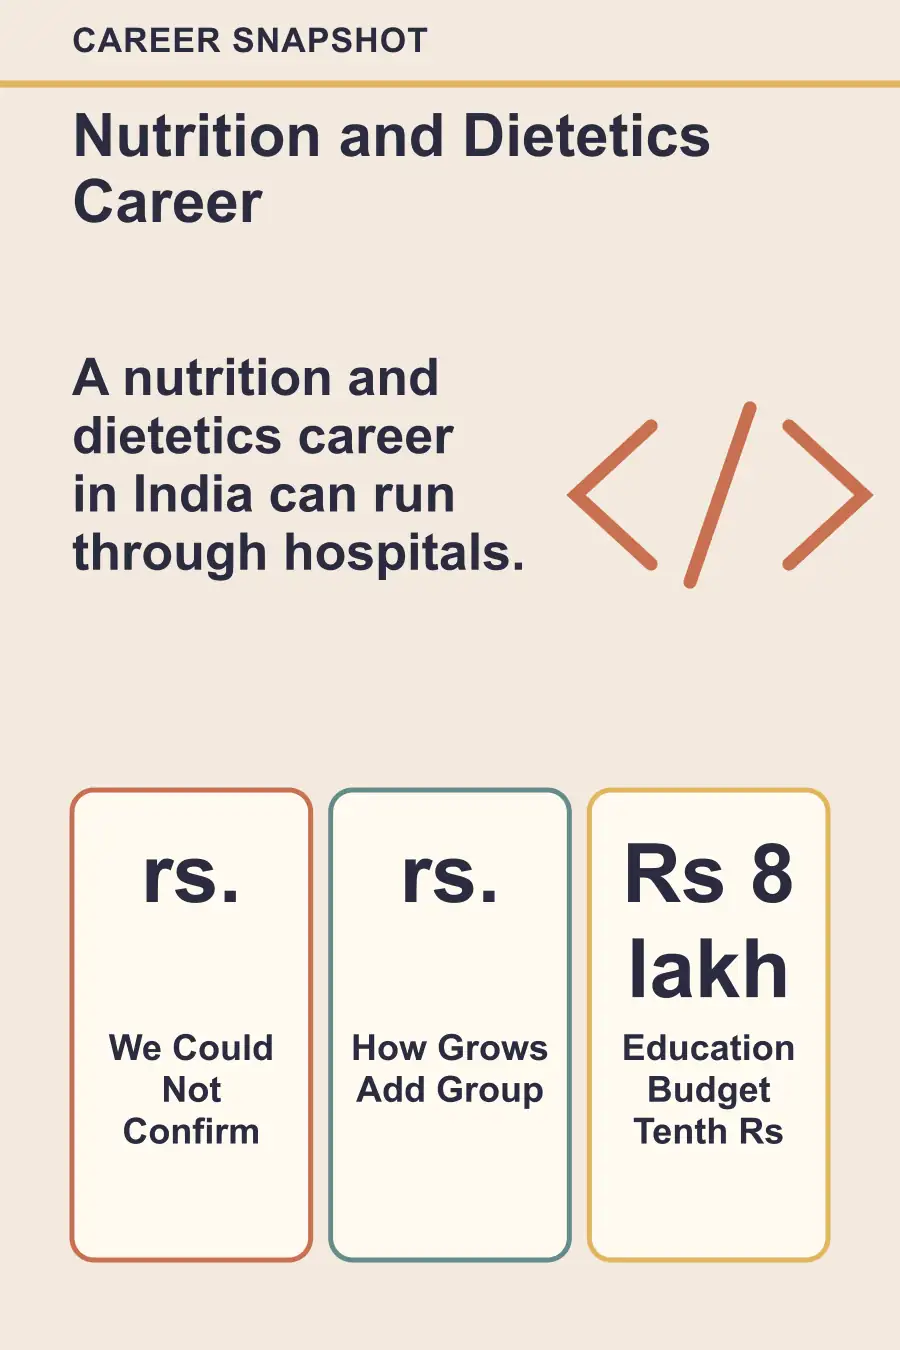 CAREER SNAPSHOT
Nutrition and Dietetics
Career
A nutrition and
dietetics career
in India can run
through hospitals.
rs.
We Could
Not
Confirm
rs.
How Grows
Add Group
Rs 8
lakh
Education
Budget
Tenth Rs